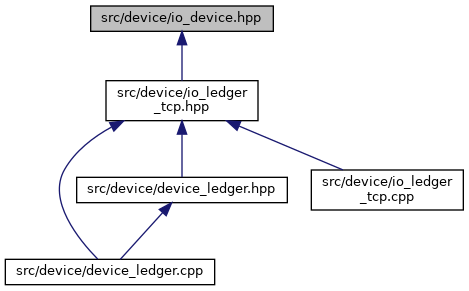 src/device/io_device.hpp
src/device/io_ledger
_tcp.hpp
src/device/device_ledger.hpp
src/device/io_ledger
_tcp.cpp
src/device/device_ledger.cpp